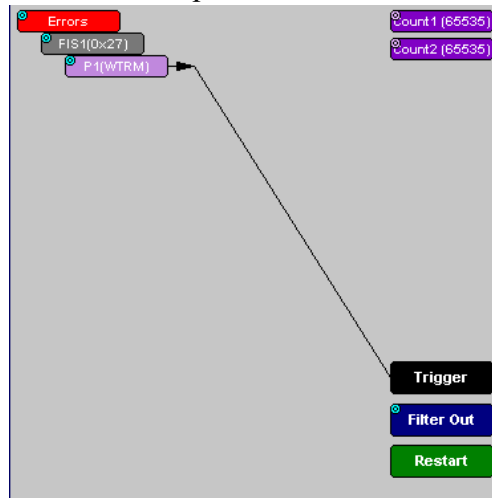 Errors
FIS1(0x27)
P1(WTRM)
Count1 (65535)
Count2 (65535)
Trigger
Filter Out
Restart